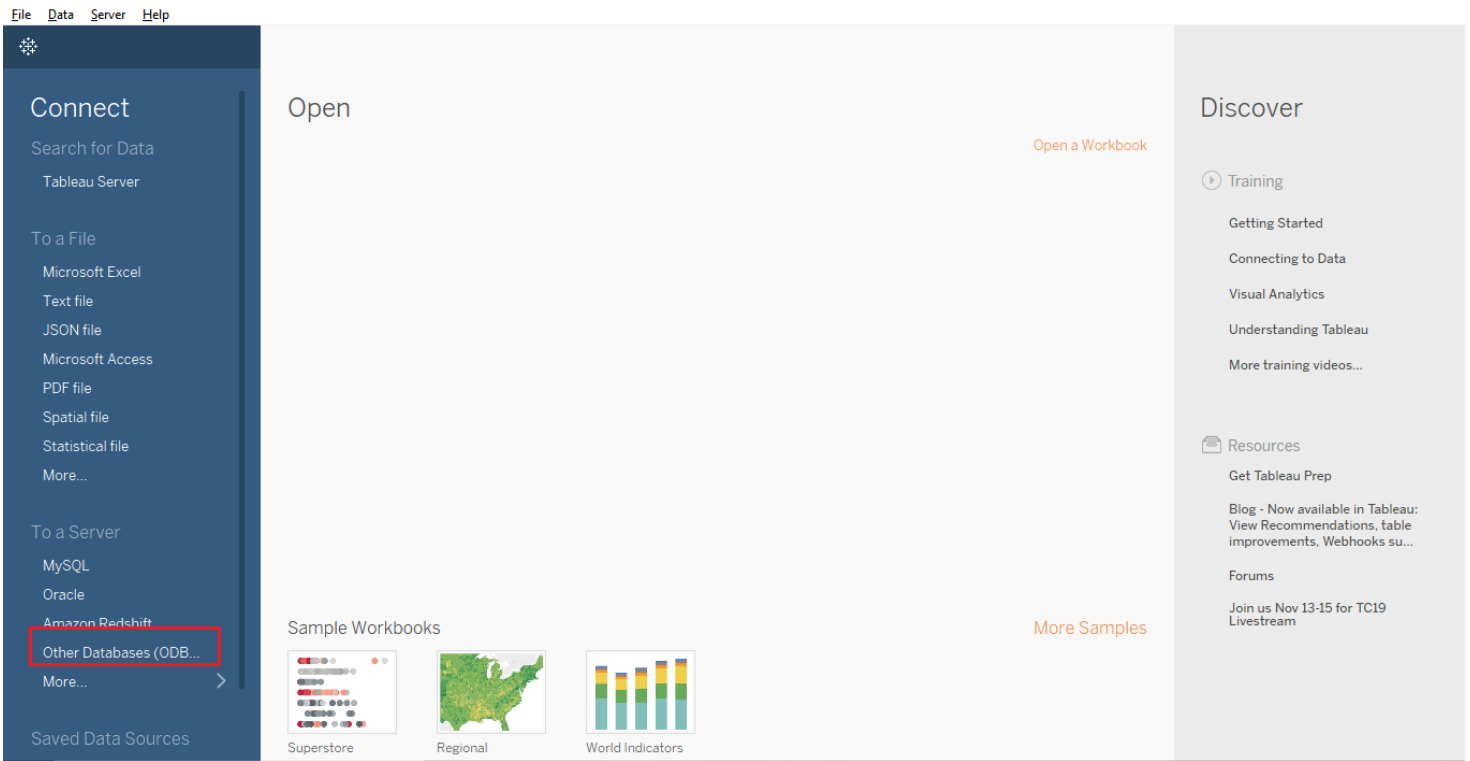 File Data Server Help
Connect
Search for Data
Tableau Server
To a File
Microsoft Excel
Text file
JSON file
Microsoft Access
PDF file
Spatial file
Statistical file
More...
To a Server
MySQL
Oracle
Amazon Redshift
Other Databases (ODB...
More...
Saved Data Sources
Open
Open a Workbook
Sample Workbooks
More Samples
Superstore
Regional
World Indicators
Discover
Training
Getting Started
Connecting to Data
Visual Analytics
Understanding Tableau
More training videos...
Resources
Get Tableau Prep
Blog - Now available in Tableau:
View Recommendations, table
improvements, Webhooks su...
Forums
Join us Nov 13-15 for TC19
Livestream